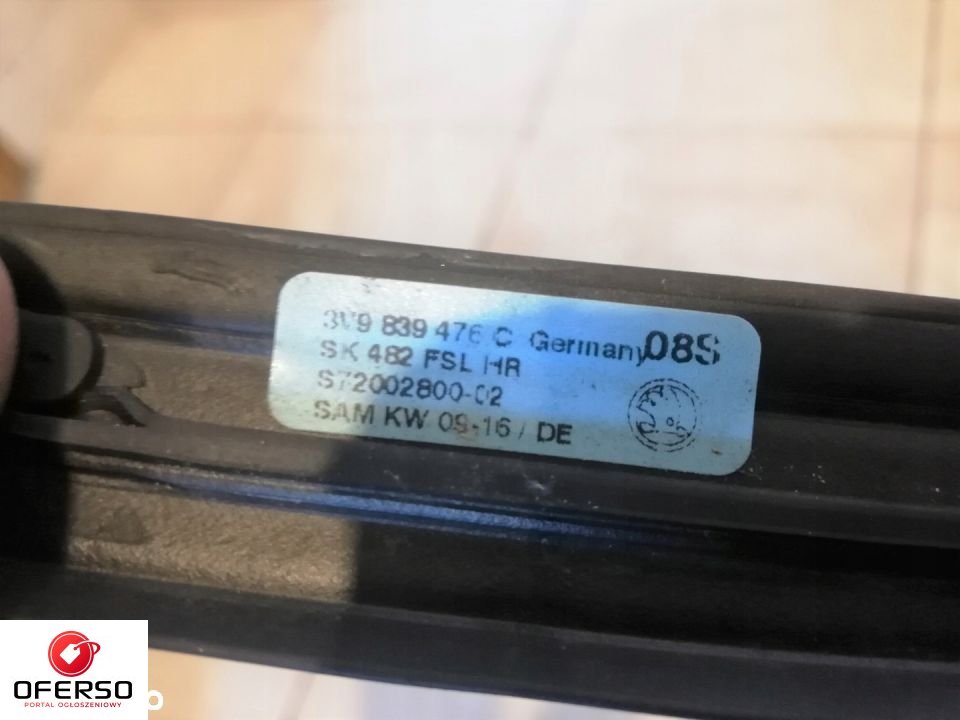 3V9 839 476 C Germany 08S
SK 482 FSL HR
S72002800-02
SAM KW 09-16 / DE
OFERSO
PORTAL OGŁOSZENIOWY